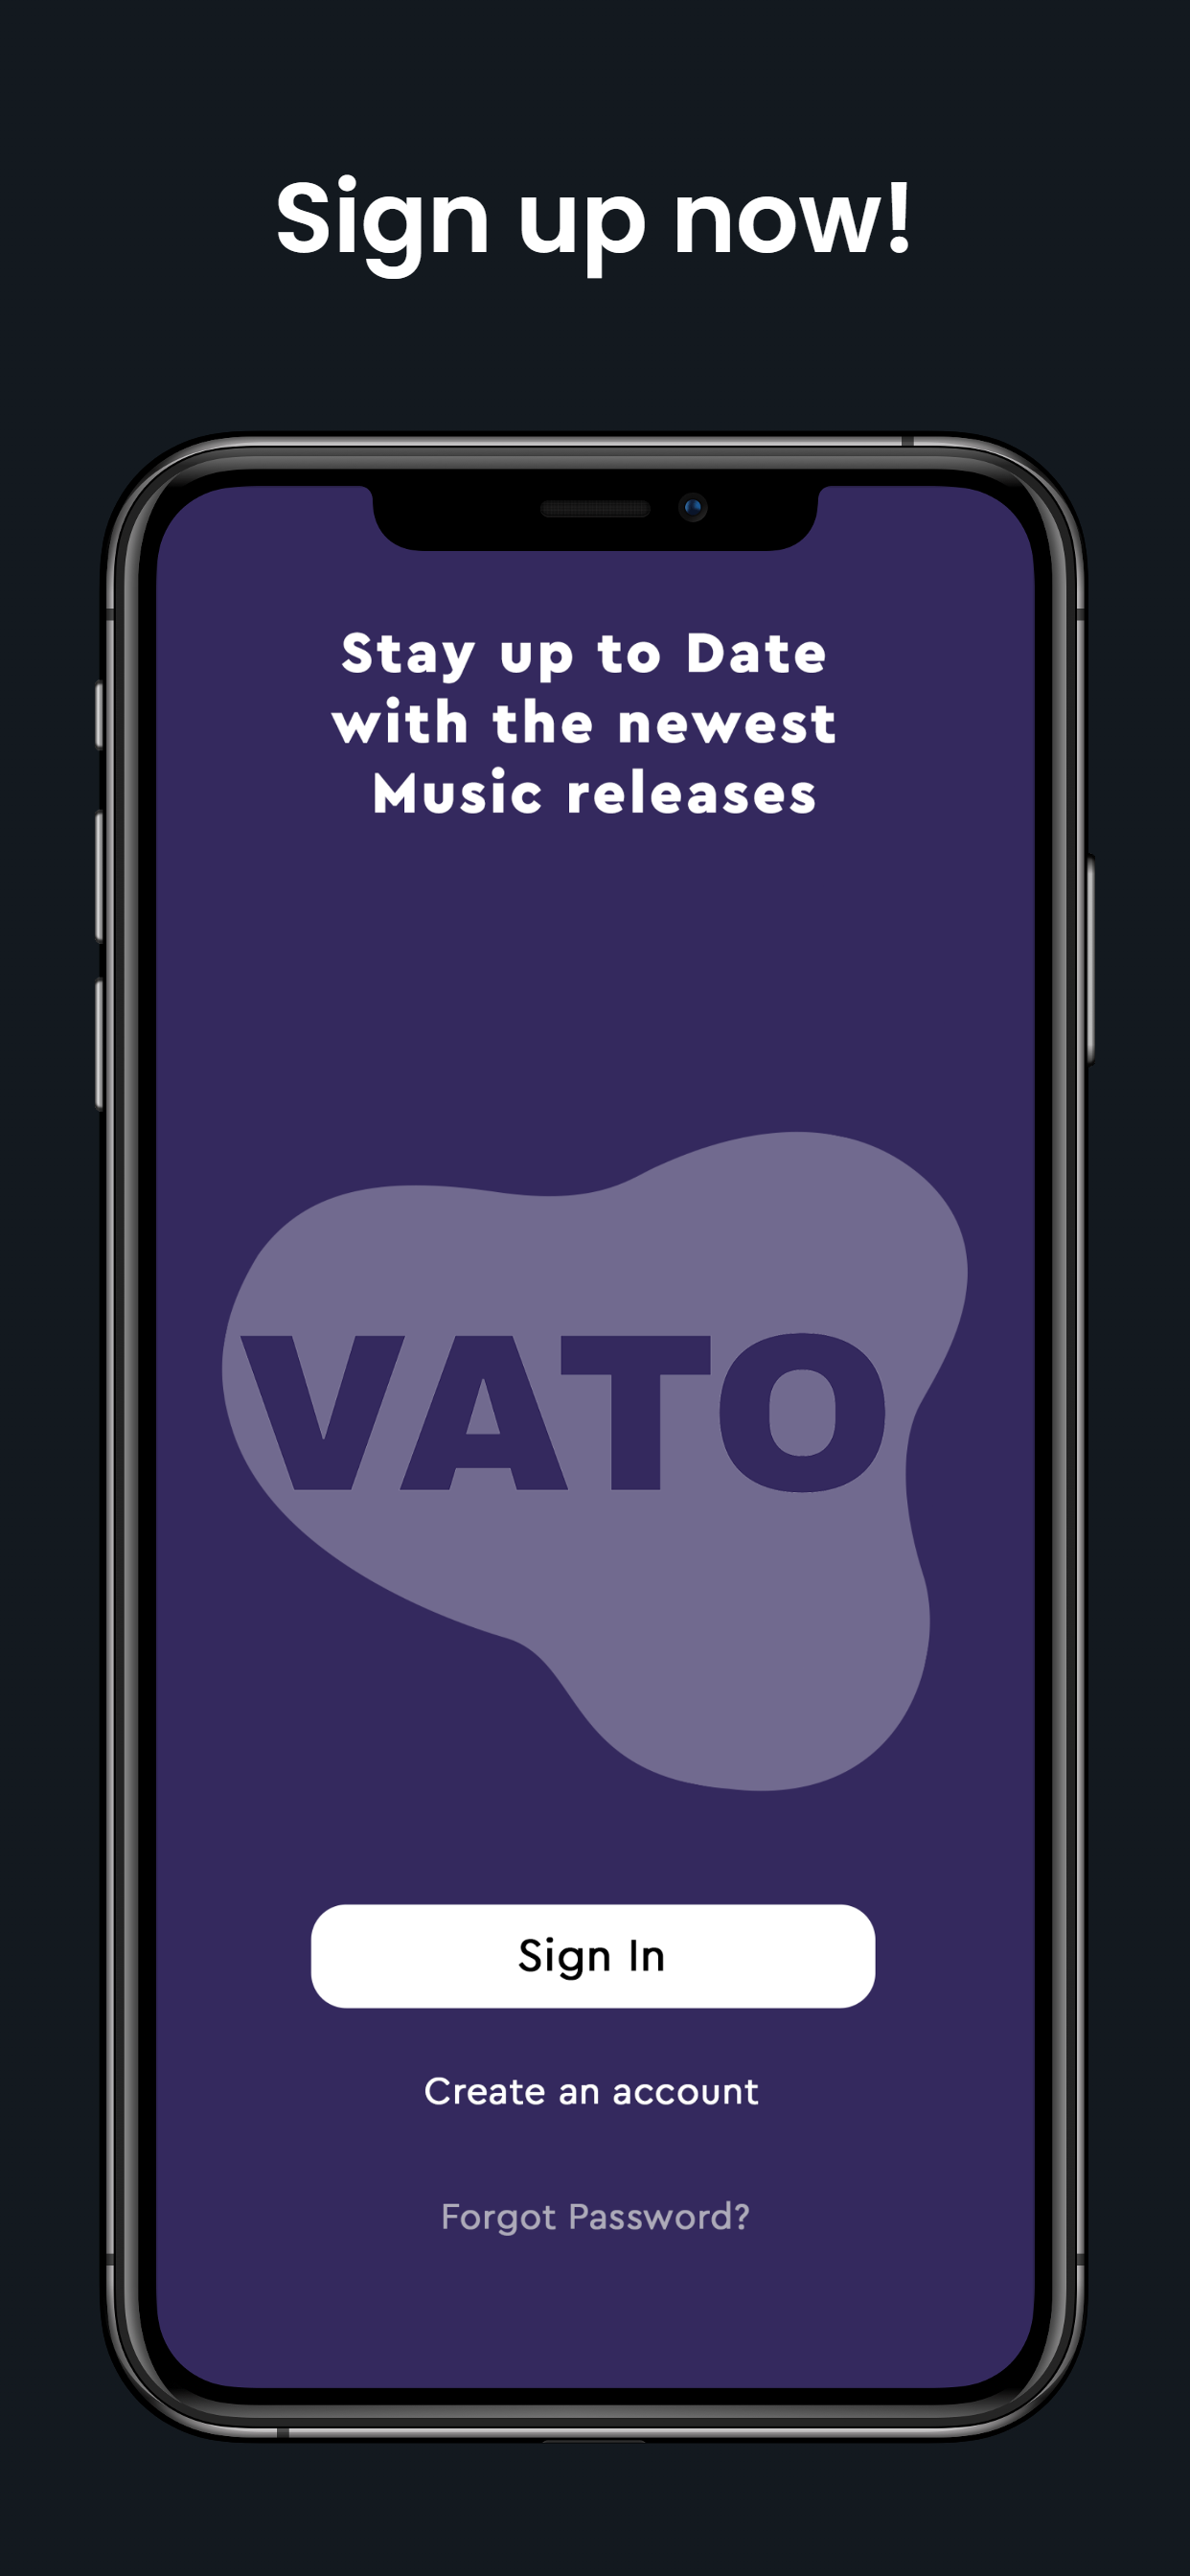 Sign up now!
Stay up to Date
with the newest
Music releases
VATO
Sign In
Create an account
Forgot Password?